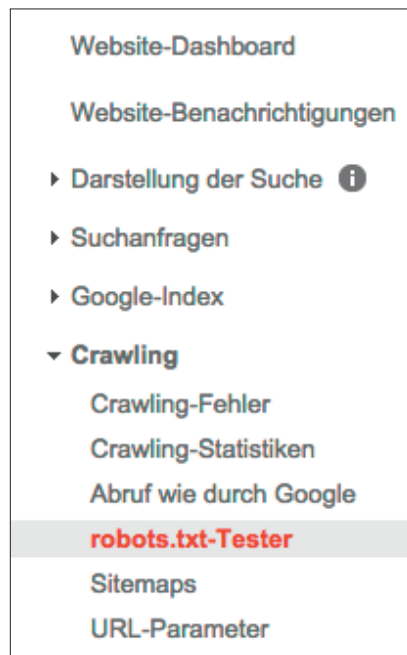 Website-Dashboard
Website-Benachrichtigungen
Darstellung der Suche i
Suchanfragen
Google-Index
Crawling
Crawling-Fehler
Crawling-Statistiken
Abruf wie durch Google
robots.txt-Tester
Sitemaps
URL-Parameter